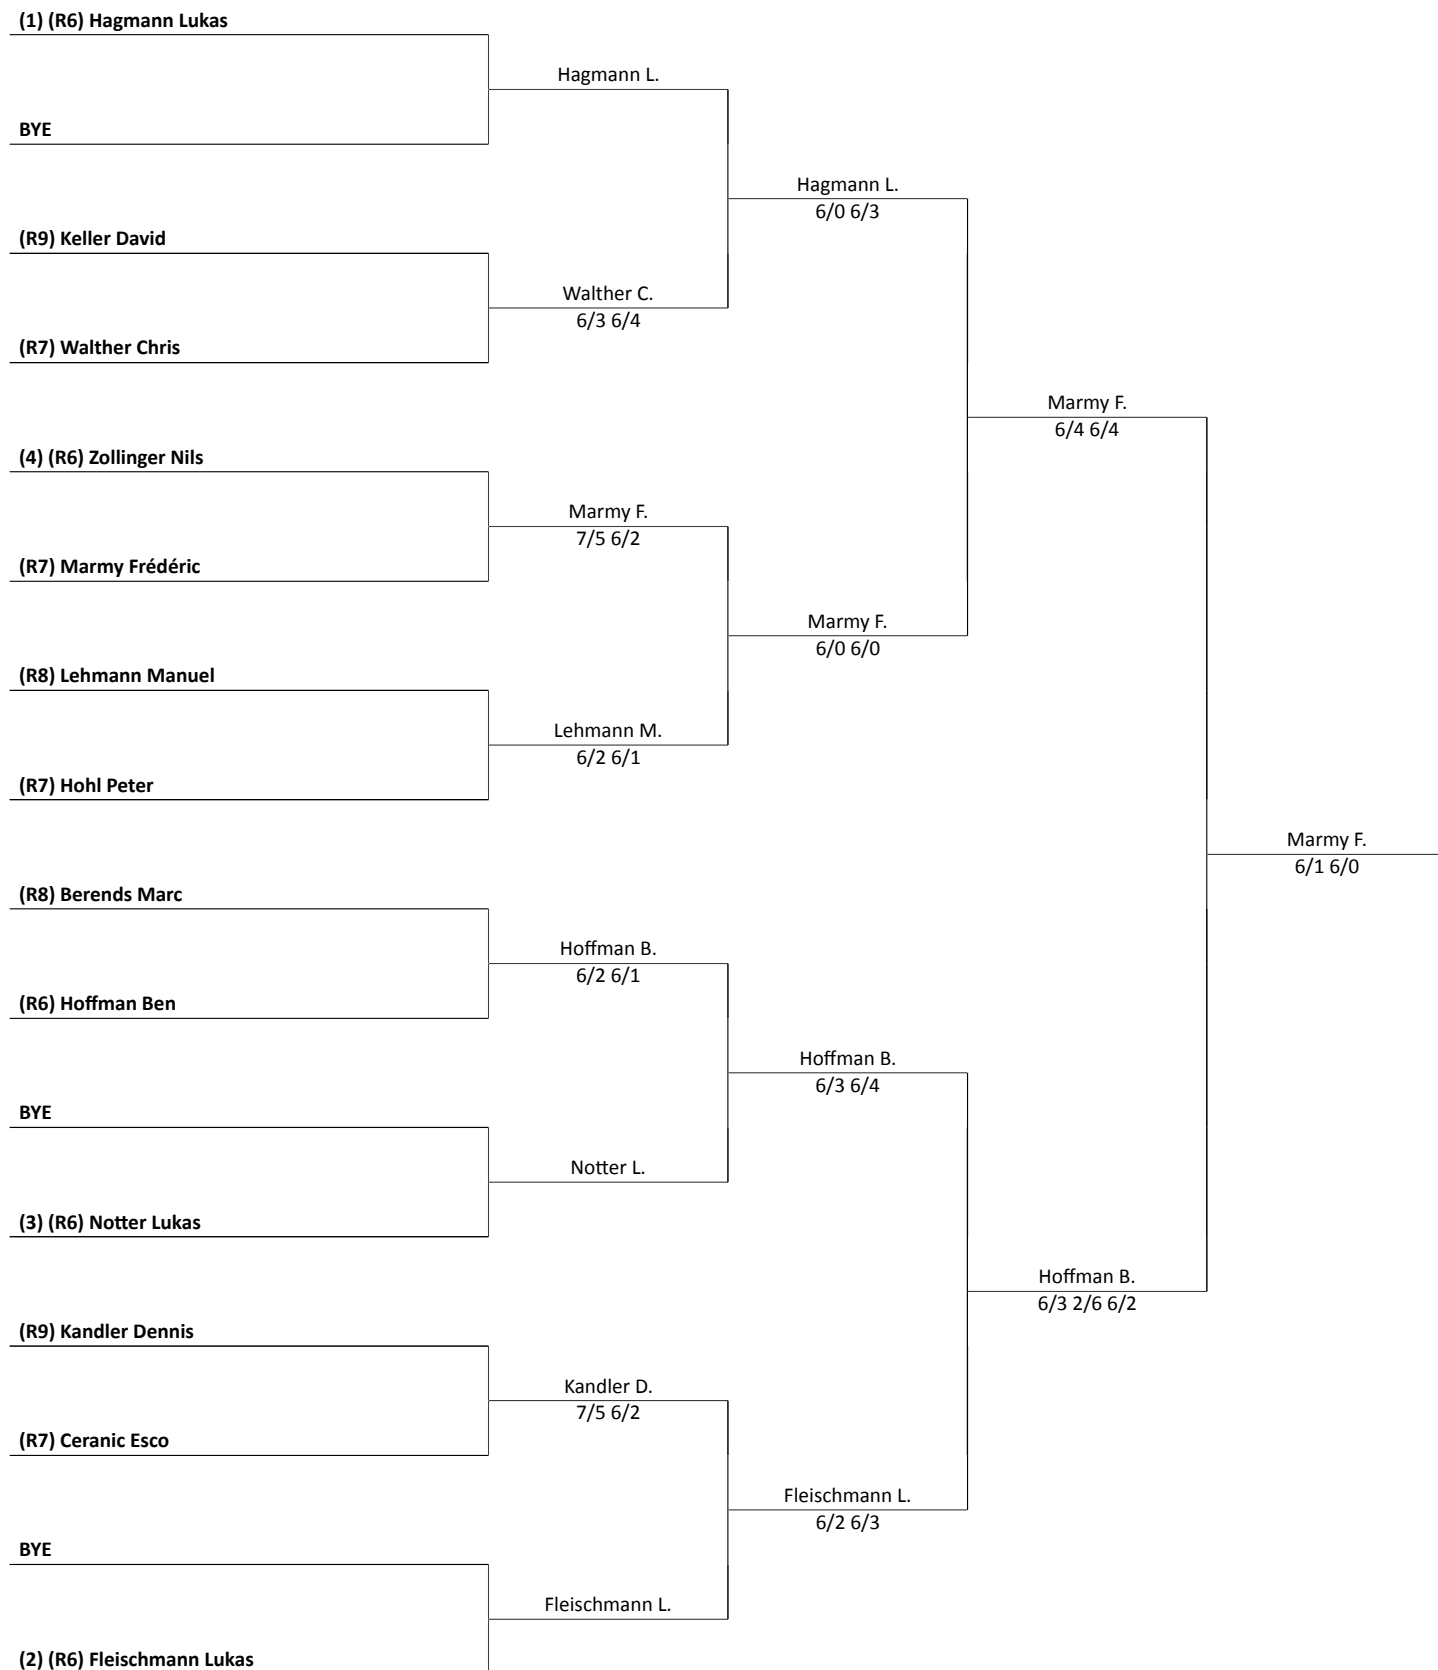 (1) (R6) Hagmann Lukas
Hagmann L.
BYE
Hagmann L.
6/0 6/3
(R9) Keller David
Walther C.
6/3 6/4
(R7) Walther Chris
Marmy F.
6/4 6/4
(4) (R6) Zollinger Nils
Marmy F.
7/5 6/2
(R7) Marmy Frédéric
Marmy F.
6/0 6/0
(R8) Lehmann Manuel
Lehmann M.
6/2 6/1
(R7) Hohl Peter
Marmy F.
6/1 6/0
(R8) Berends Marc
Hoffman B.
6/2 6/1
(R6) Hoffman Ben
Hoffman B.
6/3 6/4
BYE
Notter L.
(3) (R6) Notter Lukas
Hoffman B.
6/3 2/6 6/2
(R9) Kandler Dennis
Kandler D.
7/5 6/2
(R7) Ceranic Esco
Fleischmann L.
6/2 6/3
BYE
Fleischmann L.
(2) (R6) Fleischmann Lukas